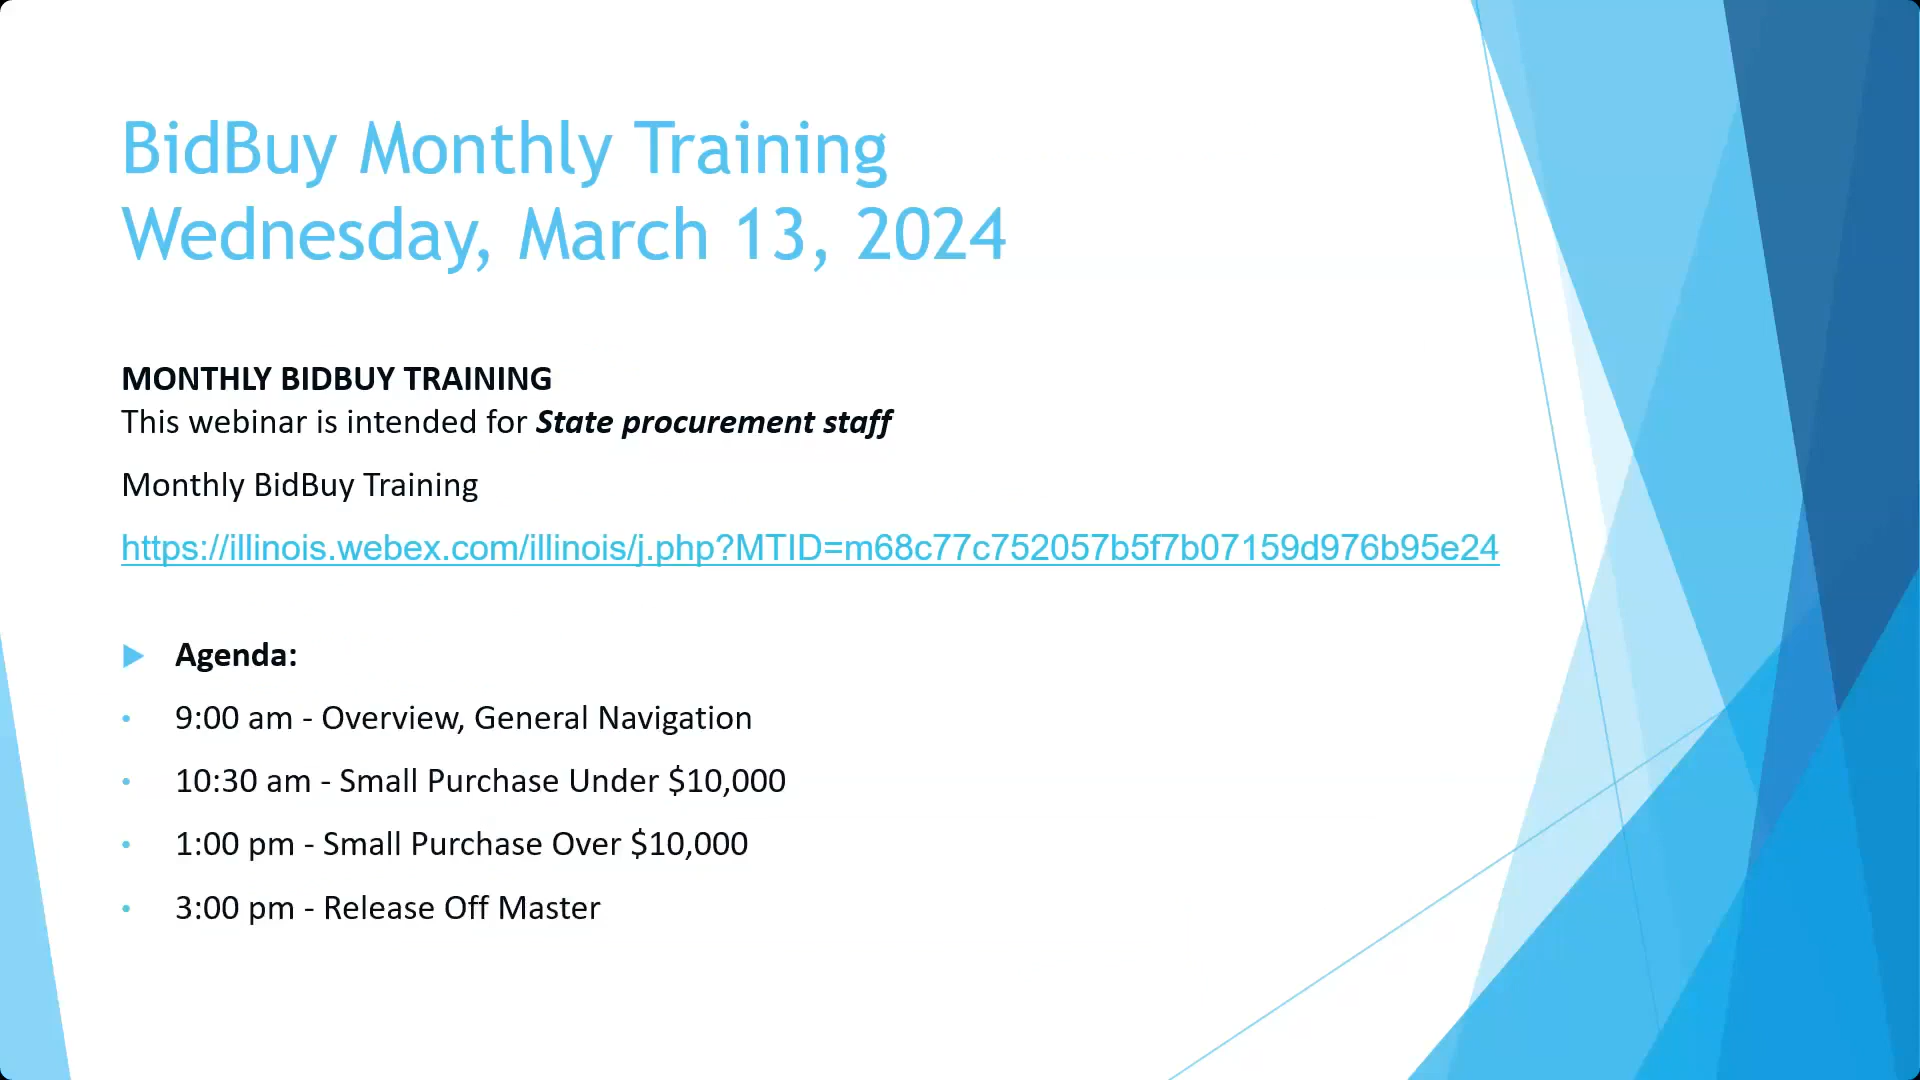 BidBuy Monthly Training
Wednesday, March 13, 2024
MONTHLY BIDBUY TRAINING
This webinar is intended for State procurement staff
Monthly BidBuy Training
https://illinois.webex.com/illinois/j.php?MTID=m68c77c752057b5f7b07159d976b95e24
Agenda:
• 9:00 am - Overview, General Navigation
• 10:30 am - Small Purchase Under $10,000
• 1:00 pm - Small Purchase Over $10,000
• 3:00 pm - Release Off Master